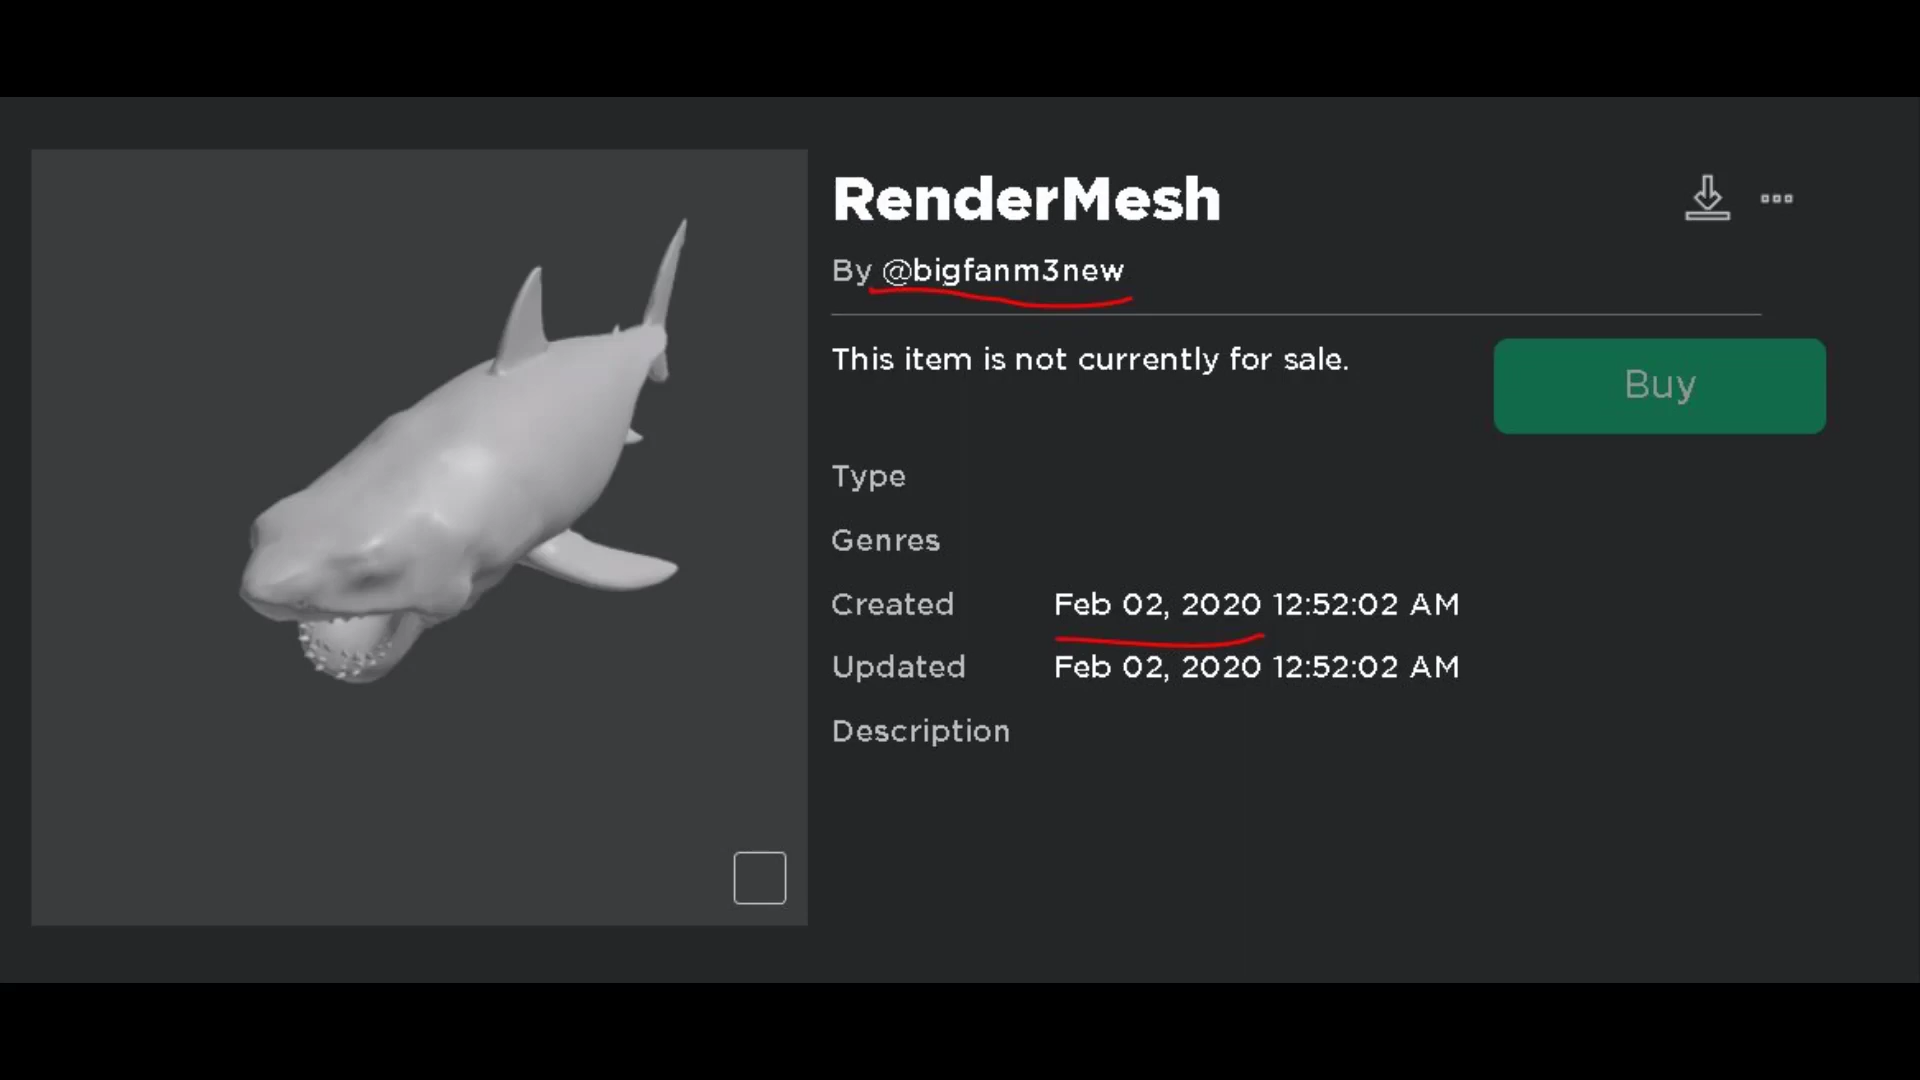 RenderMesh
By @bigfanm3new
This item is not currently for sale.
Buy
Type
Genres
Created Feb 02, 2020 12:52:02 AM
Updated Feb 02, 2020 12:52:02 AM
Description